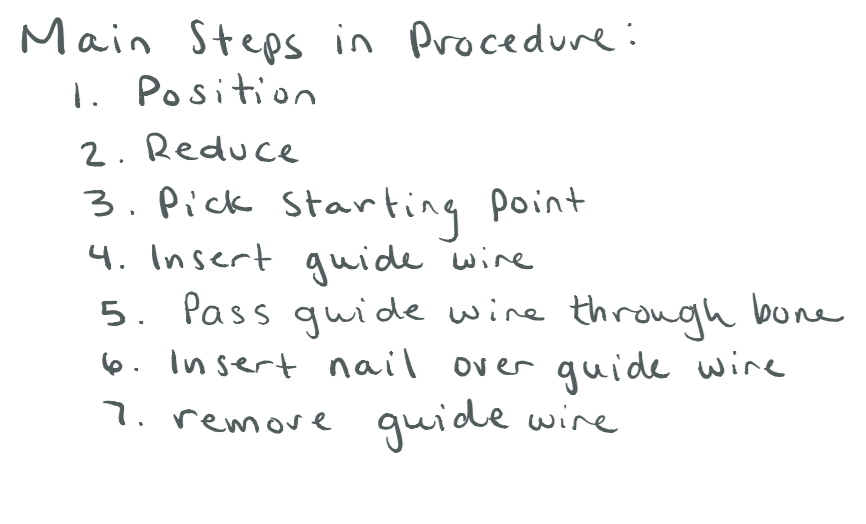 Main Steps in Procedure:
1. Position
2. Reduce
3. Pick starting point
4. Insert guide wire
5. Pass guide wire through bone
6. Insert nail over guide wire
7. remove guide wire